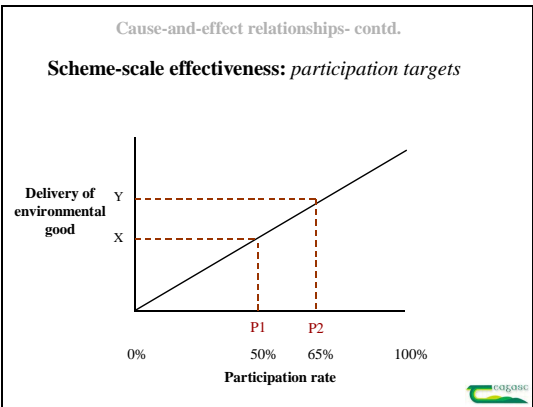 Cause-and-effect relationships- contd.
Scheme-scale effectiveness: participation targets
Delivery of
environmental
good
Y
X
P1 P2
0% 50% 65% 100%
Participation rate
eagasc